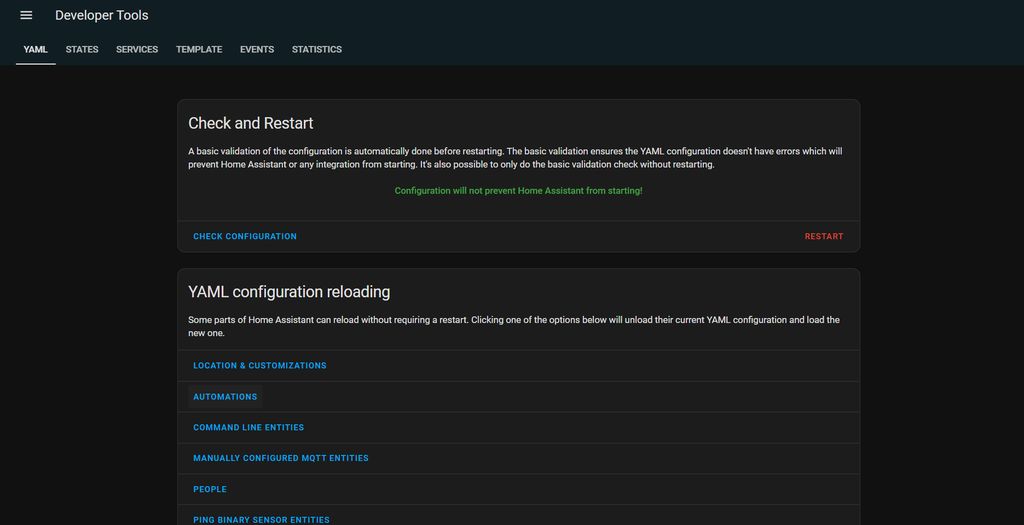 Developer Tools
YAML STATES SERVICES TEMPLATE EVENTS STATISTICS
Check and Restart
A basic validation of the configuration is automatically done before restarting. The basic validation ensures the YAML configuration doesn't have errors which will
prevent Home Assistant or any integration from starting. It's also possible to only do the basic validation check without restarting.
Configuration will not prevent Home Assistant from starting!
CHECK CONFIGURATION RESTART
YAML configuration reloading
Some parts of Home Assistant can reload without requiring a restart. Clicking one of the options below will unload their current YAML configuration and load the
new one.
LOCATION & CUSTOMIZATIONS
AUTOMATIONS
COMMAND LINE ENTITIES
MANUALLY CONFIGURED MQTT ENTITIES
PEOPLE
PING BINARY SENSOR ENTITIES